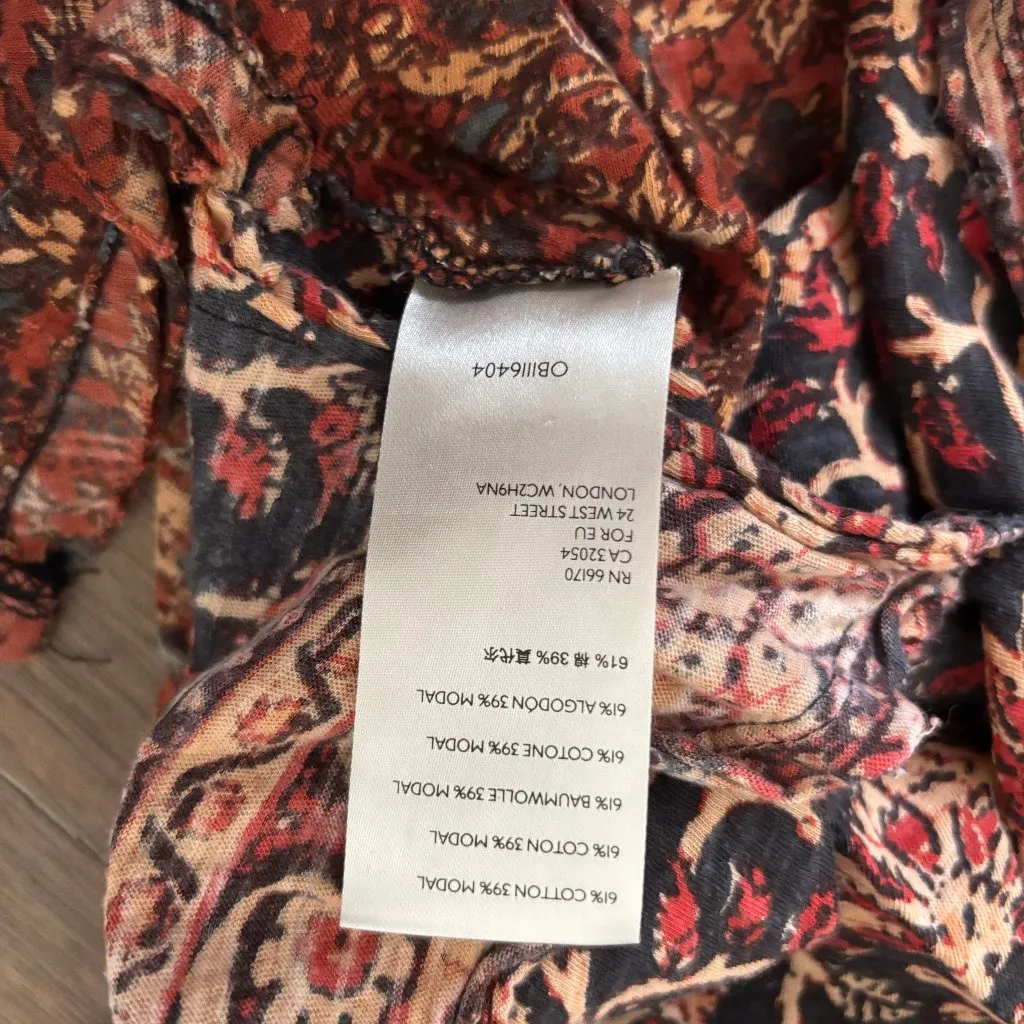 61% COTTON 39% MODAL
61% COTON 39% MODAL
61% BAUMWOLLE 39% MODAL
61% COTONE 39% MODAL
61% ALGODÓN 39% MODAL
61% 棉 39% 莫代尔
RN 66170
CA 32054
FOR EU
24 WEST STREET
LONDON, WC2H9NA
OB1116404